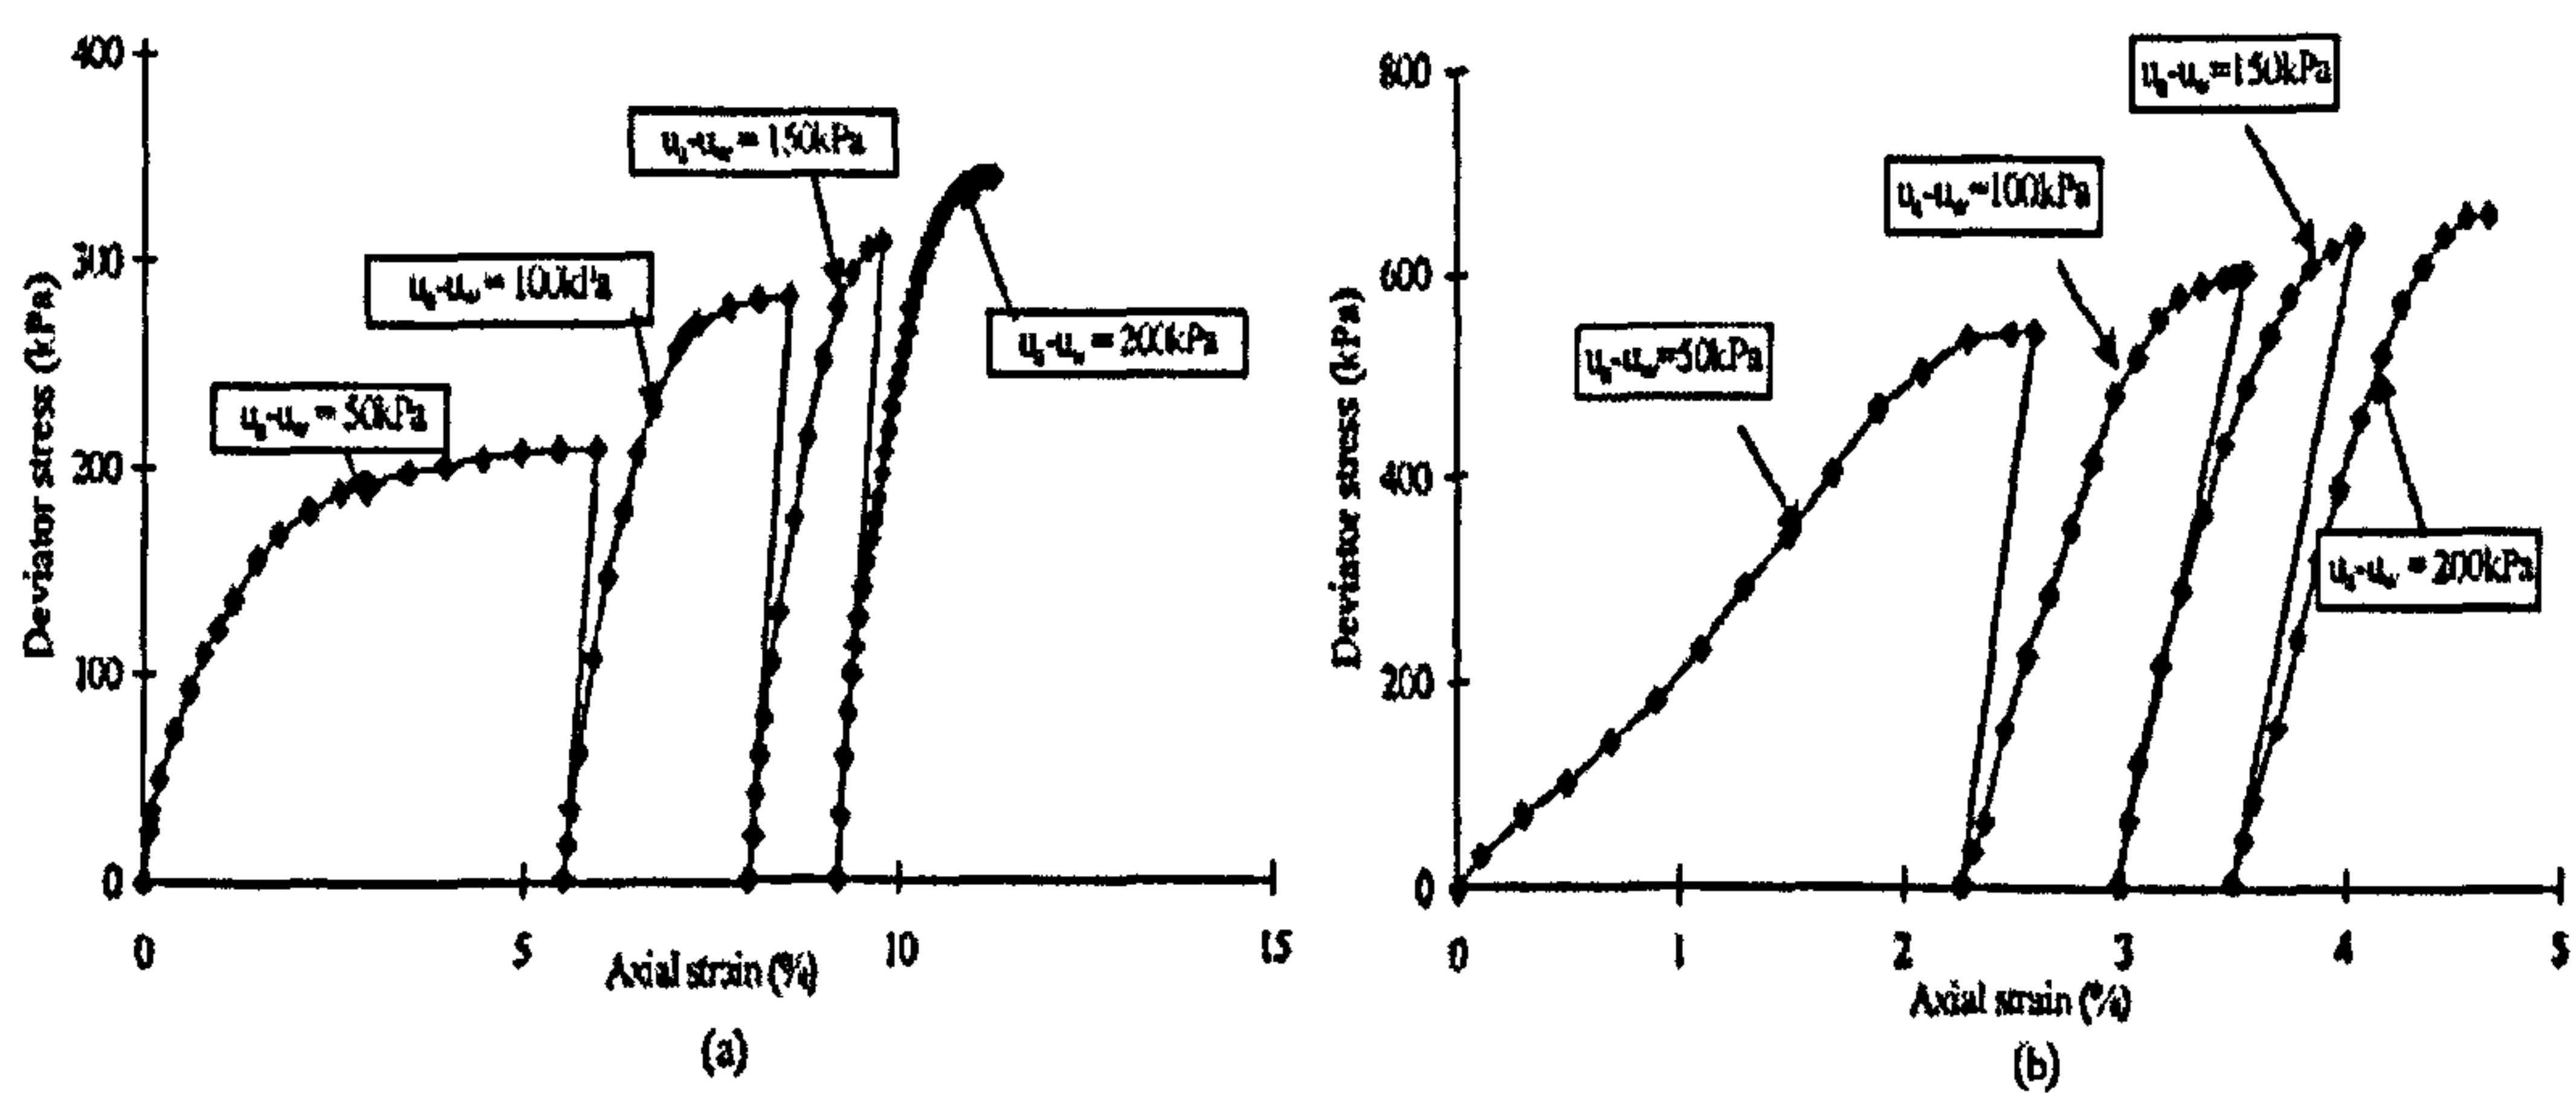 400
300
200
100
0
0
5
10
15
Deviator stress (kPa)
Axial strain (%)
ua-uw = 50kPa
ua-uw = 100kPa
ua-uw = 150kPa
ua-uw = 200kPa
(a)
800
600
400
200
0
0
1
2
3
4
5
Deviator stress (kPa)
Axial strain (%)
ua-uw=50kPa
ua-uw=100kPa
ua-uw=150kPa
ua-uw = 200kPa
(b)